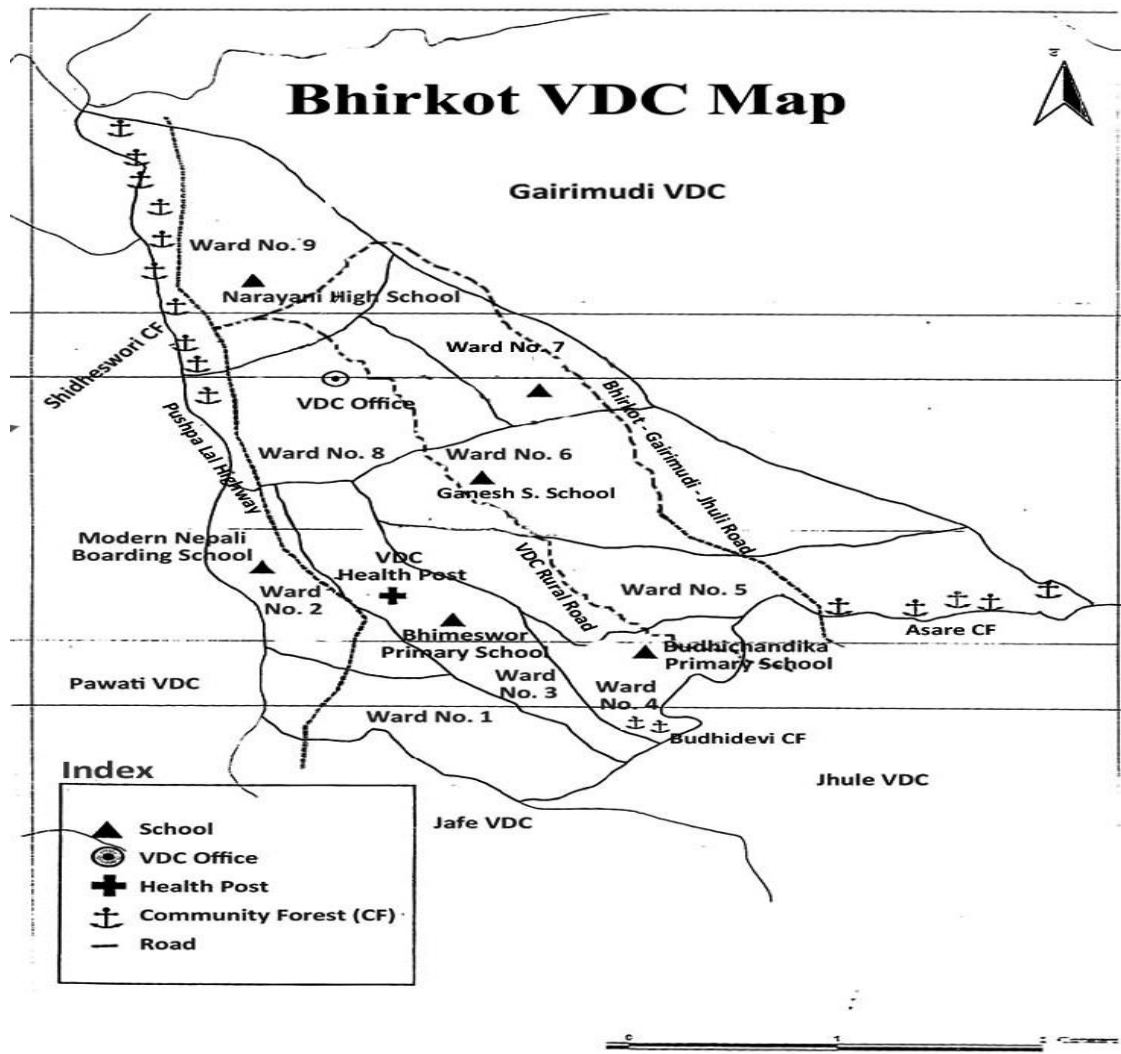 Bhirkot VDC Map
Gairimudi VDC
Ward No. 9
Narayani High School
Shidheswori CF
Ward No. 7
VDC Office
Bhirkot - Gairimudi - Jhuli Road
Pushpa Lal Highway
Ward No. 8
Ward No. 6
Ganesh S. School
Modern Nepali
Boarding School
VDC
Health Post
VDC Rural Road
Ward
No. 2
Ward No. 5
Asare CF
Bhimeswor
Primary School
Budhichandika
Primary School
Pawati VDC
Ward
No. 3
Ward
No. 4
Ward No. 1
Budhidevi CF
Jhule VDC
Jafe VDC
Index
School
VDC Office
Health Post
Community Forest (CF)
Road
0
1